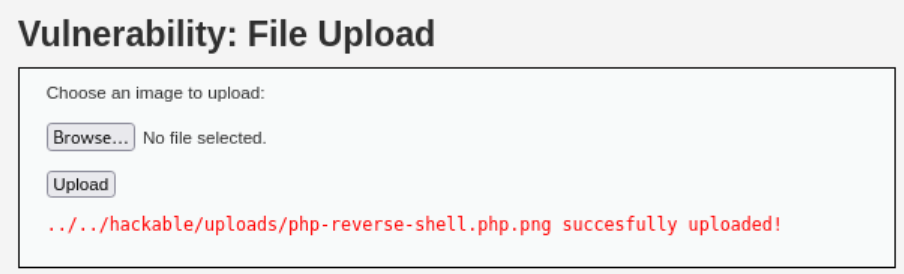 Vulnerability: File Upload
Choose an image to upload:
Browse... No file selected.
Upload
../../hackable/uploads/php-reverse-shell.php.png succesfully uploaded!